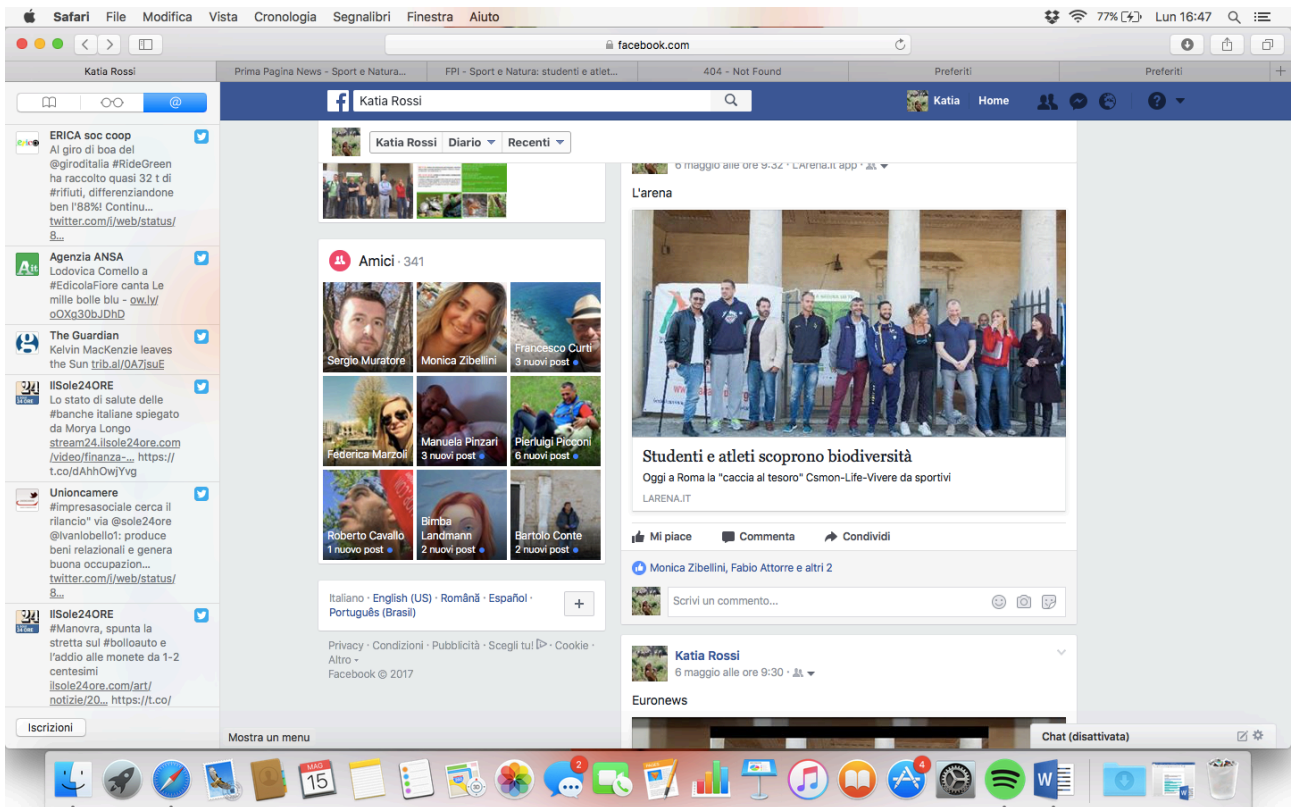 Safari File Modifica Vista Cronologia Segnalibri Finestra Aiuto 77% Lun 16:47
facebook.com
Katia Rossi
Prima Pagina News - Sport e Natura...
FPI - Sport e Natura: studenti e atlet...
404 - Not Found
Preferiti
Preferiti
@
ERICA soc coop
Al giro di boa del
@giroditalia #RideGreen
ha raccolto quasi 32 t di
#rifiuti, differenziandone
ben l'88%! Continu...
twitter.com/i/web/status/
8...
Agenzia ANSA
Lodovica Comello a
#EdicolaFiore canta Le
mille bolle blu - ow.ly/
oOXg30bJDhD
The Guardian
Kelvin MacKenzie leaves
the Sun trib.al/0A7jsuE
IlSole24ORE
Lo stato di salute delle
#banche italiane spiegato
da Morya Longo
stream24.ilsole24ore.com
/video/finanza-... https://
t.co/dAhhOwjYvg
Unioncamere
#impresasociale cerca il
rilancio" via @sole24ore
@Ivanlobello1: produce
beni relazionali e genera
buona occupazion...
twitter.com/i/web/status/
8...
IlSole24ORE
#Manovra, spunta la
stretta sul #bolloauto e
l'addio alle monete da 1-2
centesimi
ilsole24ore.com/art/
notizie/20... https://t.co/
Iscrizioni
Katia Rossi
Katia Home
Katia Rossi Diario Recenti
Amici · 341
Sergio Muratore
Monica Zibellini
Francesco Curti
3 nuovi post
Federica Marzoli
Manuela Pinzari
3 nuovi post
Pierluigi Picconi
6 nuovi post
Roberto Cavallo
1 nuovo post
Bimba
Landmann
2 nuovi post
Bartolo Conte
2 nuovi post
Italiano · English (US) · Română · Español ·
Português (Brasil)
Privacy · Condizioni · Pubblicità · Scegli tu! · Cookie ·
Altro
Facebook © 2017
6 maggio alle ore 9:32 · L'Arena.it app ·
L'arena
Studenti e atleti scoprono biodiversità
Oggi a Roma la "caccia al tesoro" Csmon-Life-Vivere da sportivi
LARENA.IT
Mi piace Commenta Condividi
Monica Zibellini, Fabio Attorre e altri 2
Scrivi un commento...
Katia Rossi
6 maggio alle ore 9:30 ·
Euronews
Mostra un menu
Chat (disattivata)
MAG
15
2
4